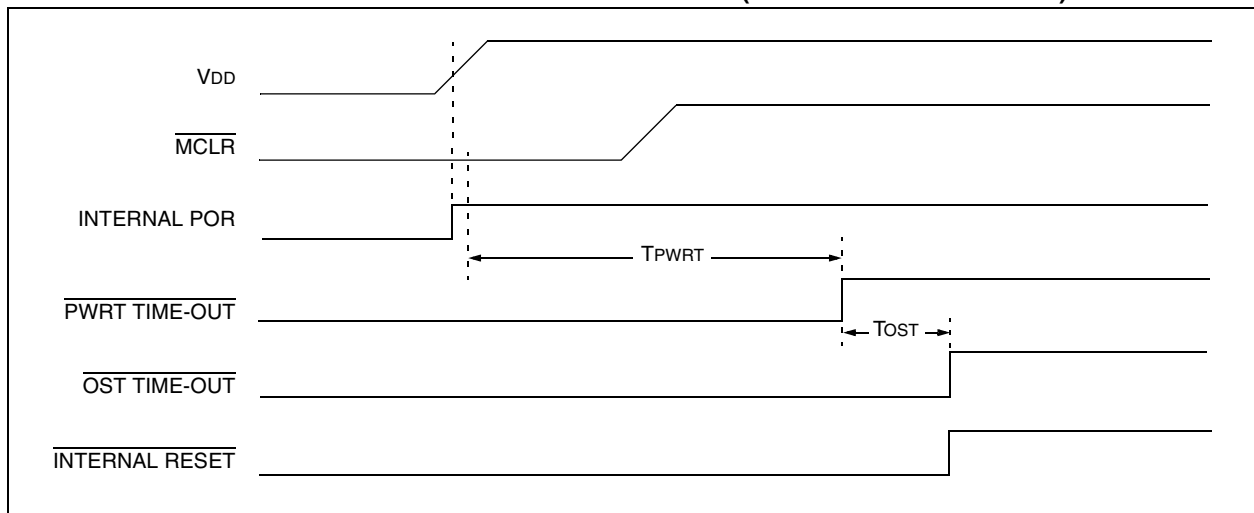 VDD
MCLR
INTERNAL POR
TPWRT
PWRT TIME-OUT
TOST
OST TIME-OUT
INTERNAL RESET